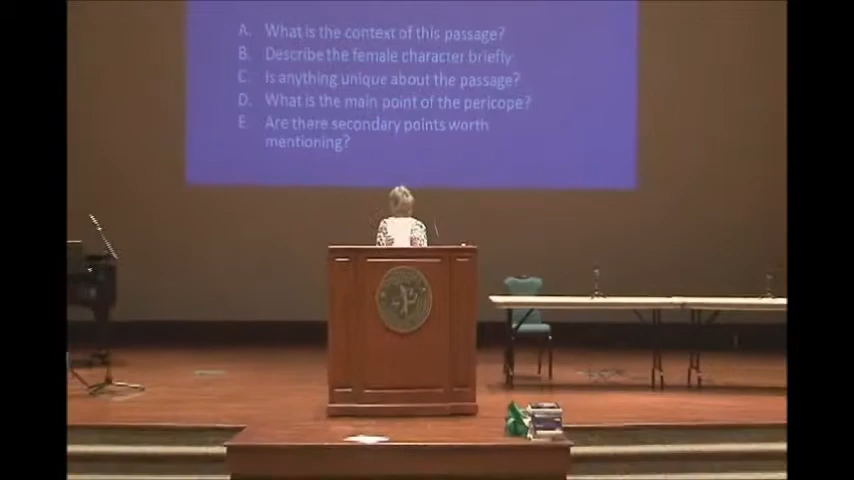 A. What is the context of this passage?
B. Describe the female character briefly
C. Is anything unique about the passage?
D. What is the main point of the pericope?
E. Are there secondary points worth
mentioning?